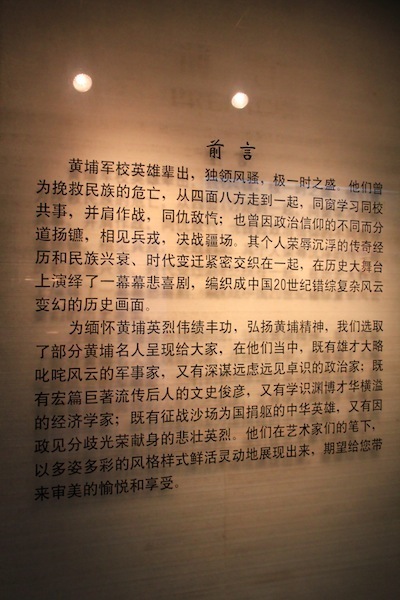 前言
黄埔军校英雄辈出，独领风骚，极一时之盛。他们曾
为挽救民族的危亡，从四面八方走到一起，同窗学习同校
共事，并肩作战，同仇敌忾；也曾因政治信仰的不同而分
道扬镳，相见兵戎，决战疆场。其个人荣辱沉浮的传奇经
历和民族兴衰、时代变迁紧密交织在一起，在历史大舞台
上演绎了一幕幕悲喜剧，编织成中国20世纪错综复杂风云
变幻的历史画面。
为缅怀黄埔英烈伟绩丰功，弘扬黄埔精神，我们选取
了部分黄埔名人呈现给大家，在他们当中，既有雄才大略
叱咤风云的军事家，又有深谋远虑远见卓识的政治家；既
有宏篇巨著流传后人的文史俊彦，又有学识渊博才华横溢
的经济学家；既有征战沙场为国捐躯的中华英雄，又有因
政见分歧光荣献身的悲壮英烈。他们在艺术家们的笔下，
以多姿多彩的风格样式鲜活灵动地展现出来，期望给您带
来审美的愉悦和享受。